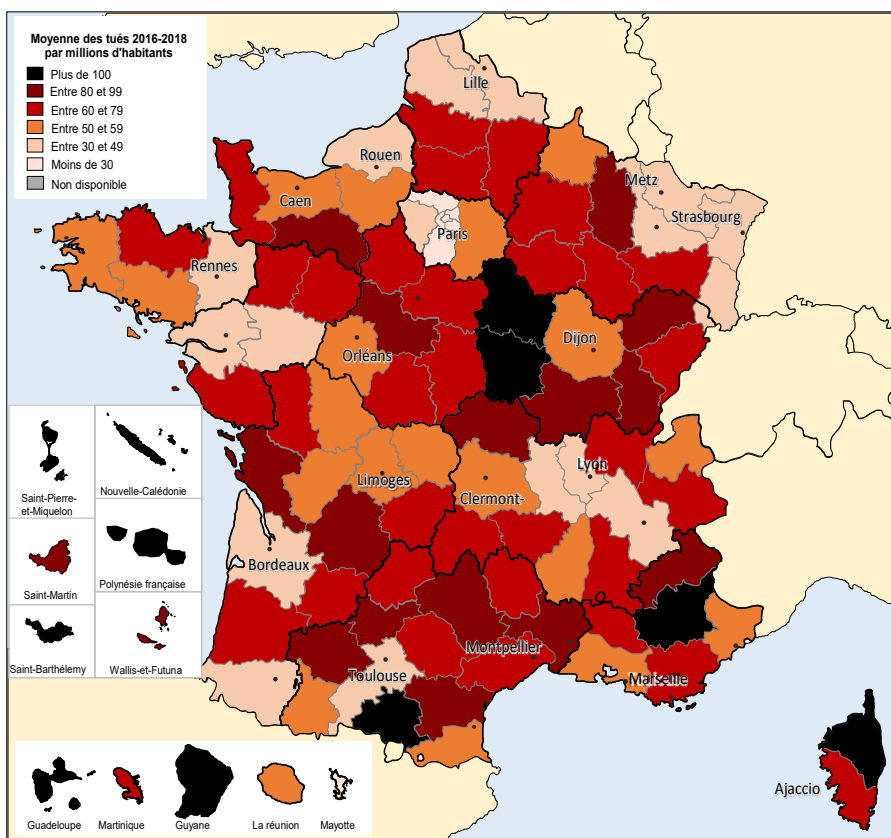 Moyenne des tués 2016-2018
par millions d'habitants
Plus de 100
Entre 80 et 99
Entre 60 et 79
Entre 50 et 59
Entre 30 et 49
Moins de 30
Non disponible
Lille
Rouen
Caen
Metz
Strasbourg
Paris
Rennes
Orléans
Dijon
Limoges
Clermont-
Lyon
Bordeaux
Toulouse
Montpellier
Marseille
Ajaccio
Saint-Pierre-
et-Miquelon
Nouvelle-Calédonie
Saint-Martin
Polynésie française
Saint-Barthélemy
Wallis-et-Futuna
Guadeloupe
Martinique
Guyane
La réunion
Mayotte